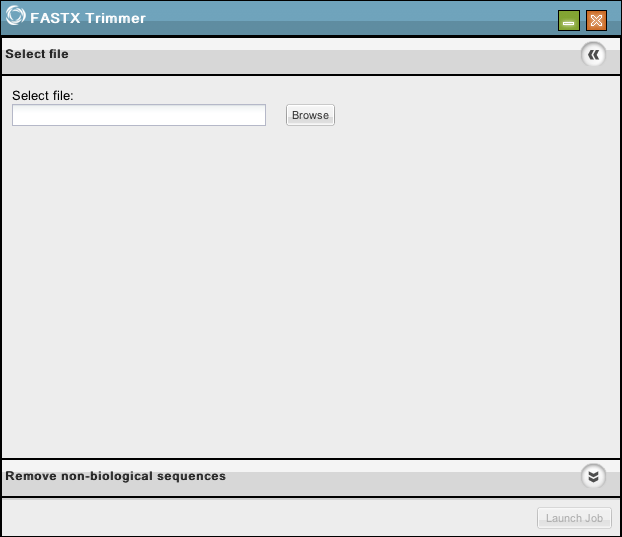 FASTX Trimmer
Select file
Select file:
Browse
Remove non-biological sequences
Launch Job